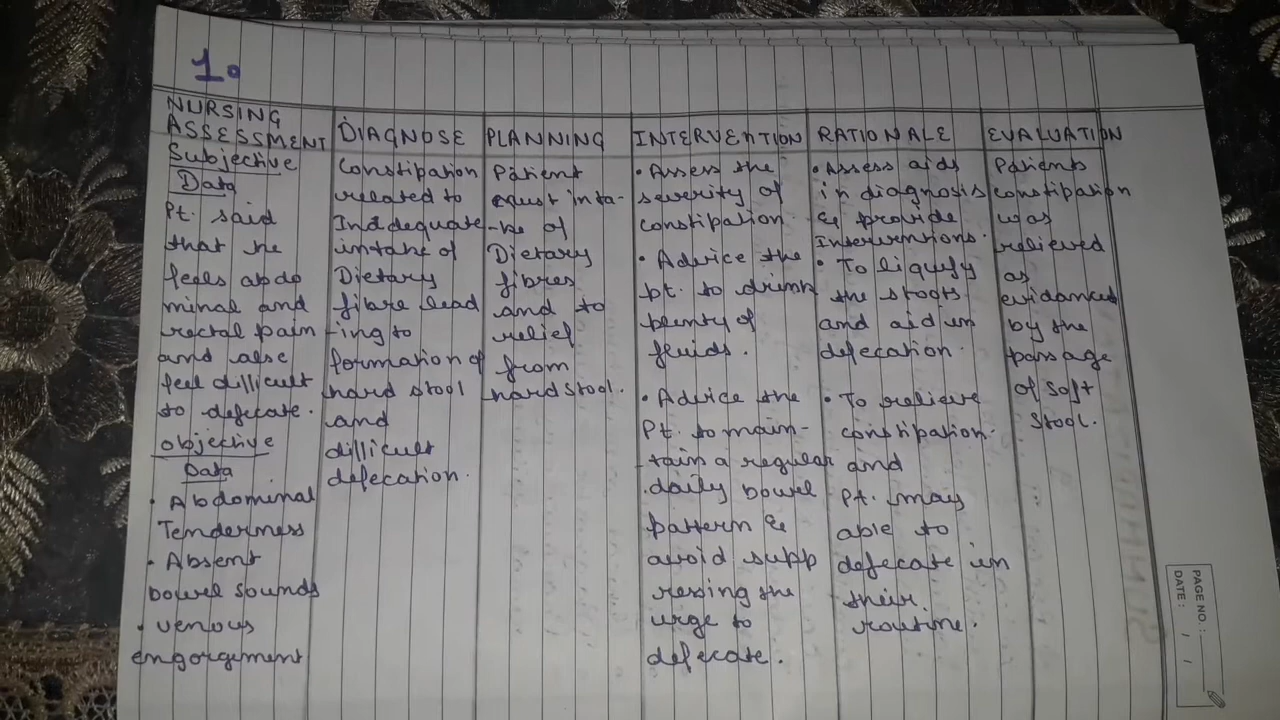 1.
NURSING
ASSESSMENT
Subjective
Data
Pt. said
that he
feels abdo
minal and
rectal pain
and alse
feel difficult
to defecate.
objective
Data
• Abdominal
Tenderness
• Absent
bowel sounds
• venous
engorgement
DIAGNOSE
Constipation
related to
Inadequate
intake of
Dietary
fibre lead
-ing to
formation of
hard stool
and
difficult
defecation.
PLANNING
Patient
must inta-
-ke of
Dietary
fibres
and to
relief
from
hard stool.
INTERVENTION
• Assess the
severity of
constipation
• Advice the
pt. to drink
plenty of
fluids.
• Advice the
Pt. to main-
-tain a regular
daily bowel
pattern &
avoid supp
ressing the
urge to
defecate.
RATIONALE
• Assess aids
in diagnosis
& provide
Interventions.
• To liquify
the stools
and aid in
defecation.
• To relieve
constipation.
and
Pt. may
able to
defecate in
their.
routine.
EVALUATION
Patients
constipation
was
relieved
as
evidanced
by the
passage
of soft
stool.
PAGE NO. :
DATE : / /